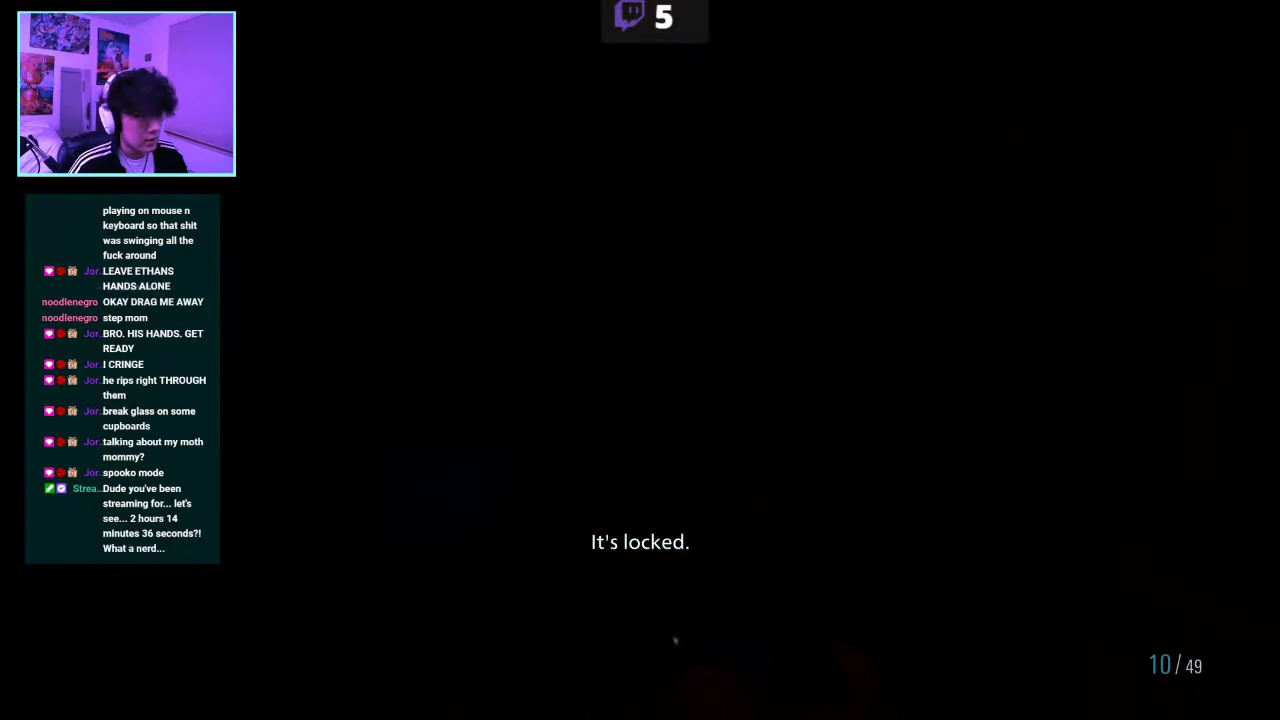 5
playing on mouse n
keyboard so that shit
was swinging all the
fuck around
Jor..LEAVE ETHANS
HANDS ALONE
noodlenegro OKAY DRAG ME AWAY
noodlenegro step mom
Jor..BRO. HIS HANDS. GET
READY
Jor..I CRINGE
Jor..he rips right THROUGH
them
Jor..break glass on some
cupboards
Jor..talking about my moth
mommy?
Jor..spooko mode
Strea..Dude you've been
streaming for... let's
see... 2 hours 14
minutes 36 seconds?!
What a nerd...
It's locked.
10/49